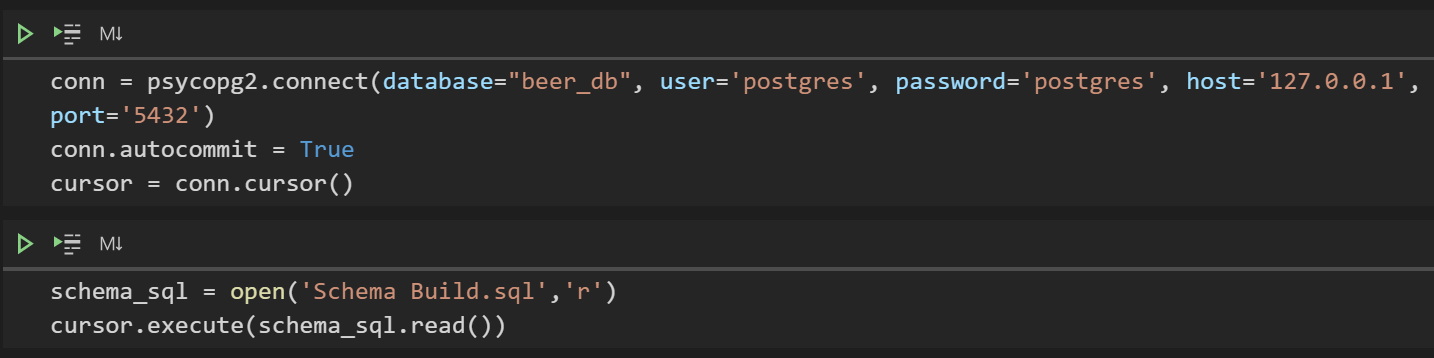 M↓
conn = psycopg2.connect(database="beer_db", user='postgres', password='postgres', host='127.0.0.1',
port='5432')
conn.autocommit = True
cursor = conn.cursor()
M↓
schema_sql = open('Schema Build.sql','r')
cursor.execute(schema_sql.read())